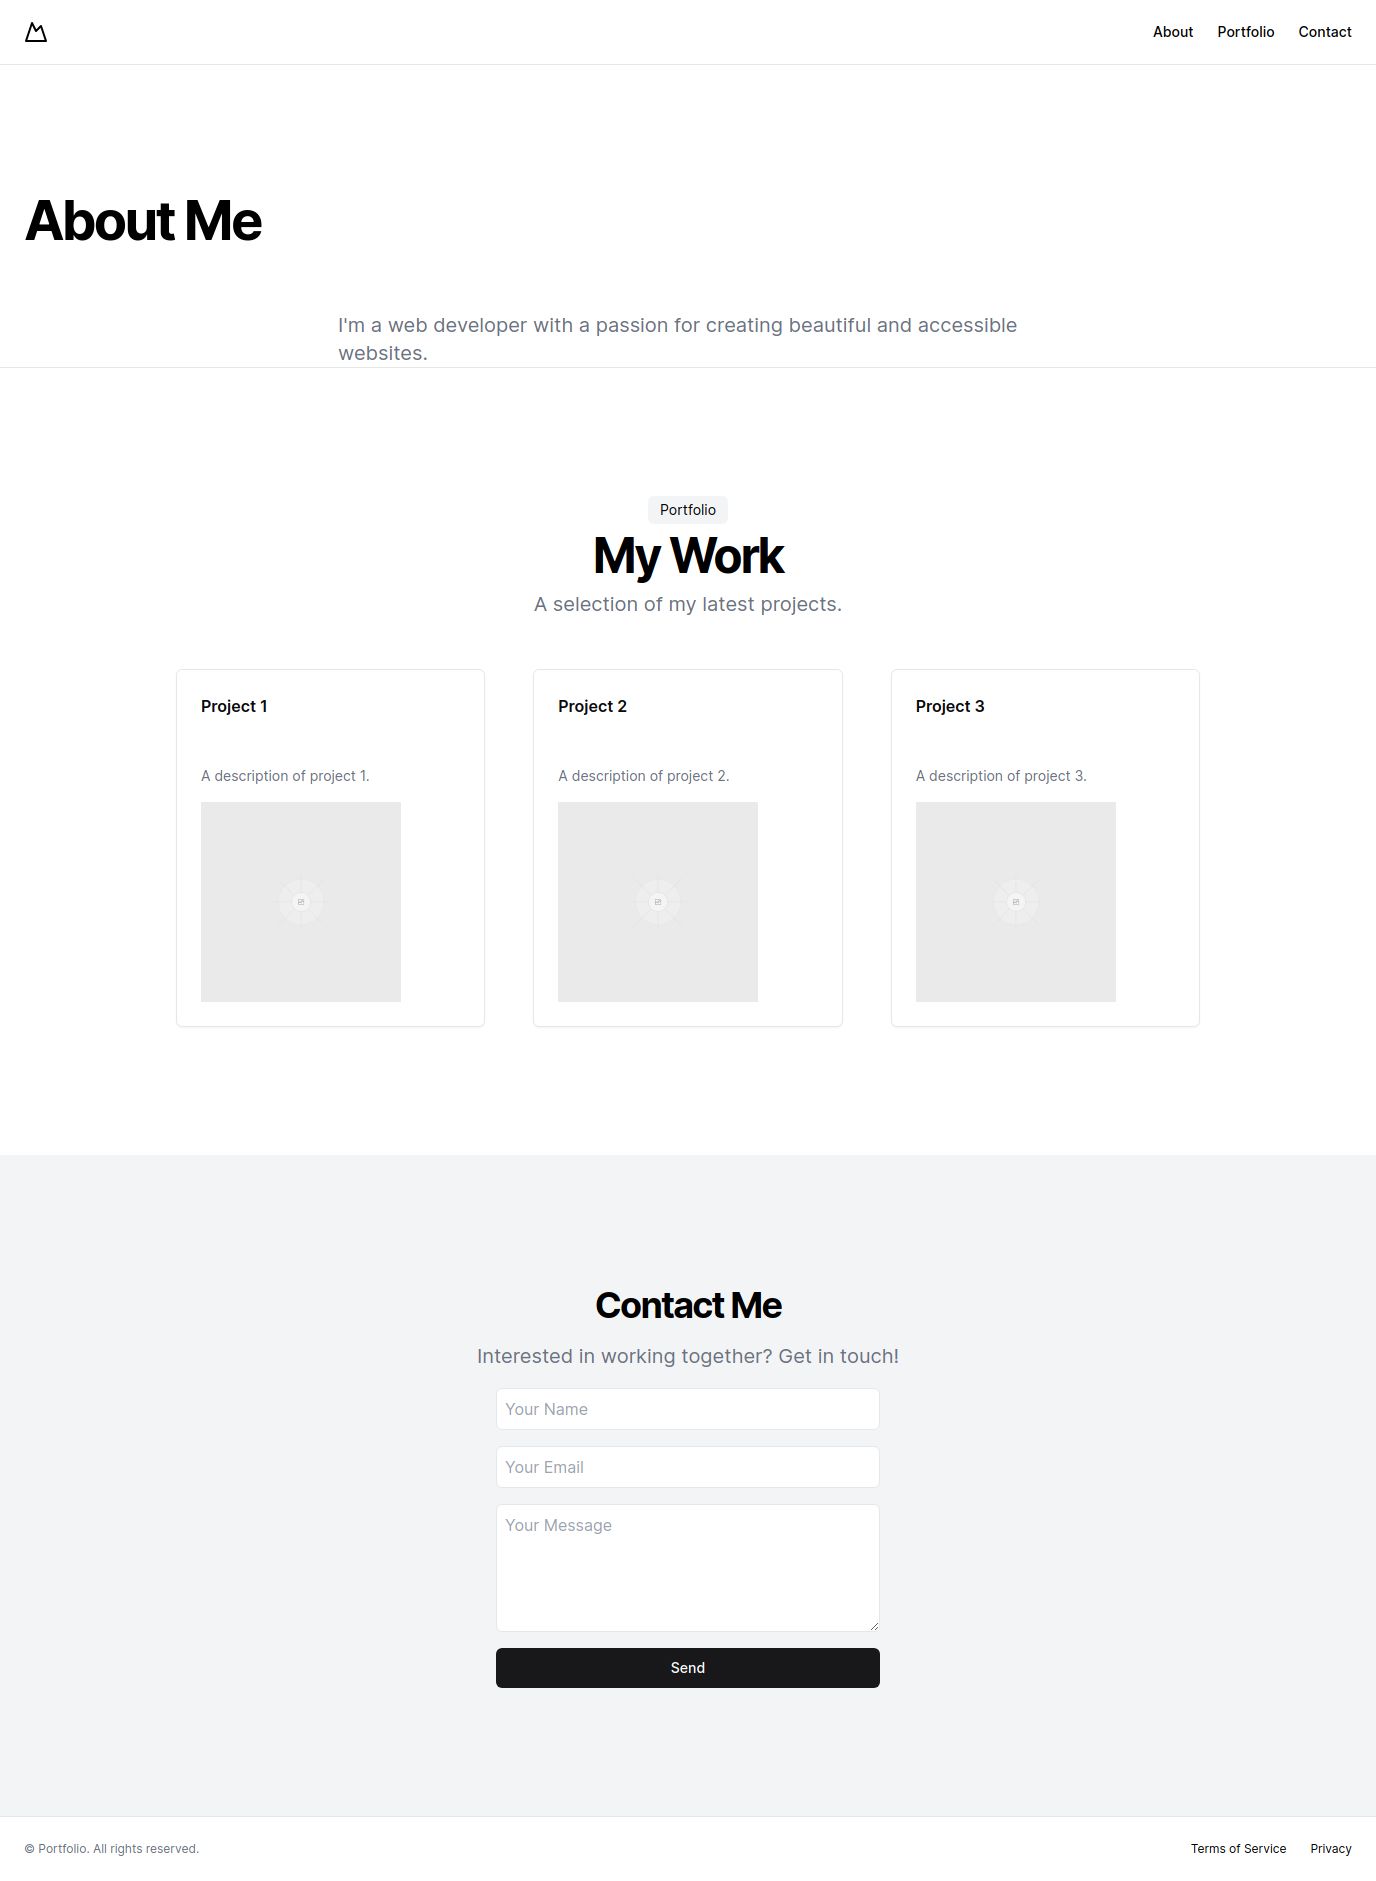 About Portfolio Contact
About Me
I'm a web developer with a passion for creating beautiful and accessible
websites.
Portfolio
My Work
A selection of my latest projects.
Project 1
A description of project 1.
Project 2
A description of project 2.
Project 3
A description of project 3.
Contact Me
Interested in working together? Get in touch!
Your Name
Your Email
Your Message
Send
© Portfolio. All rights reserved.
Terms of Service Privacy